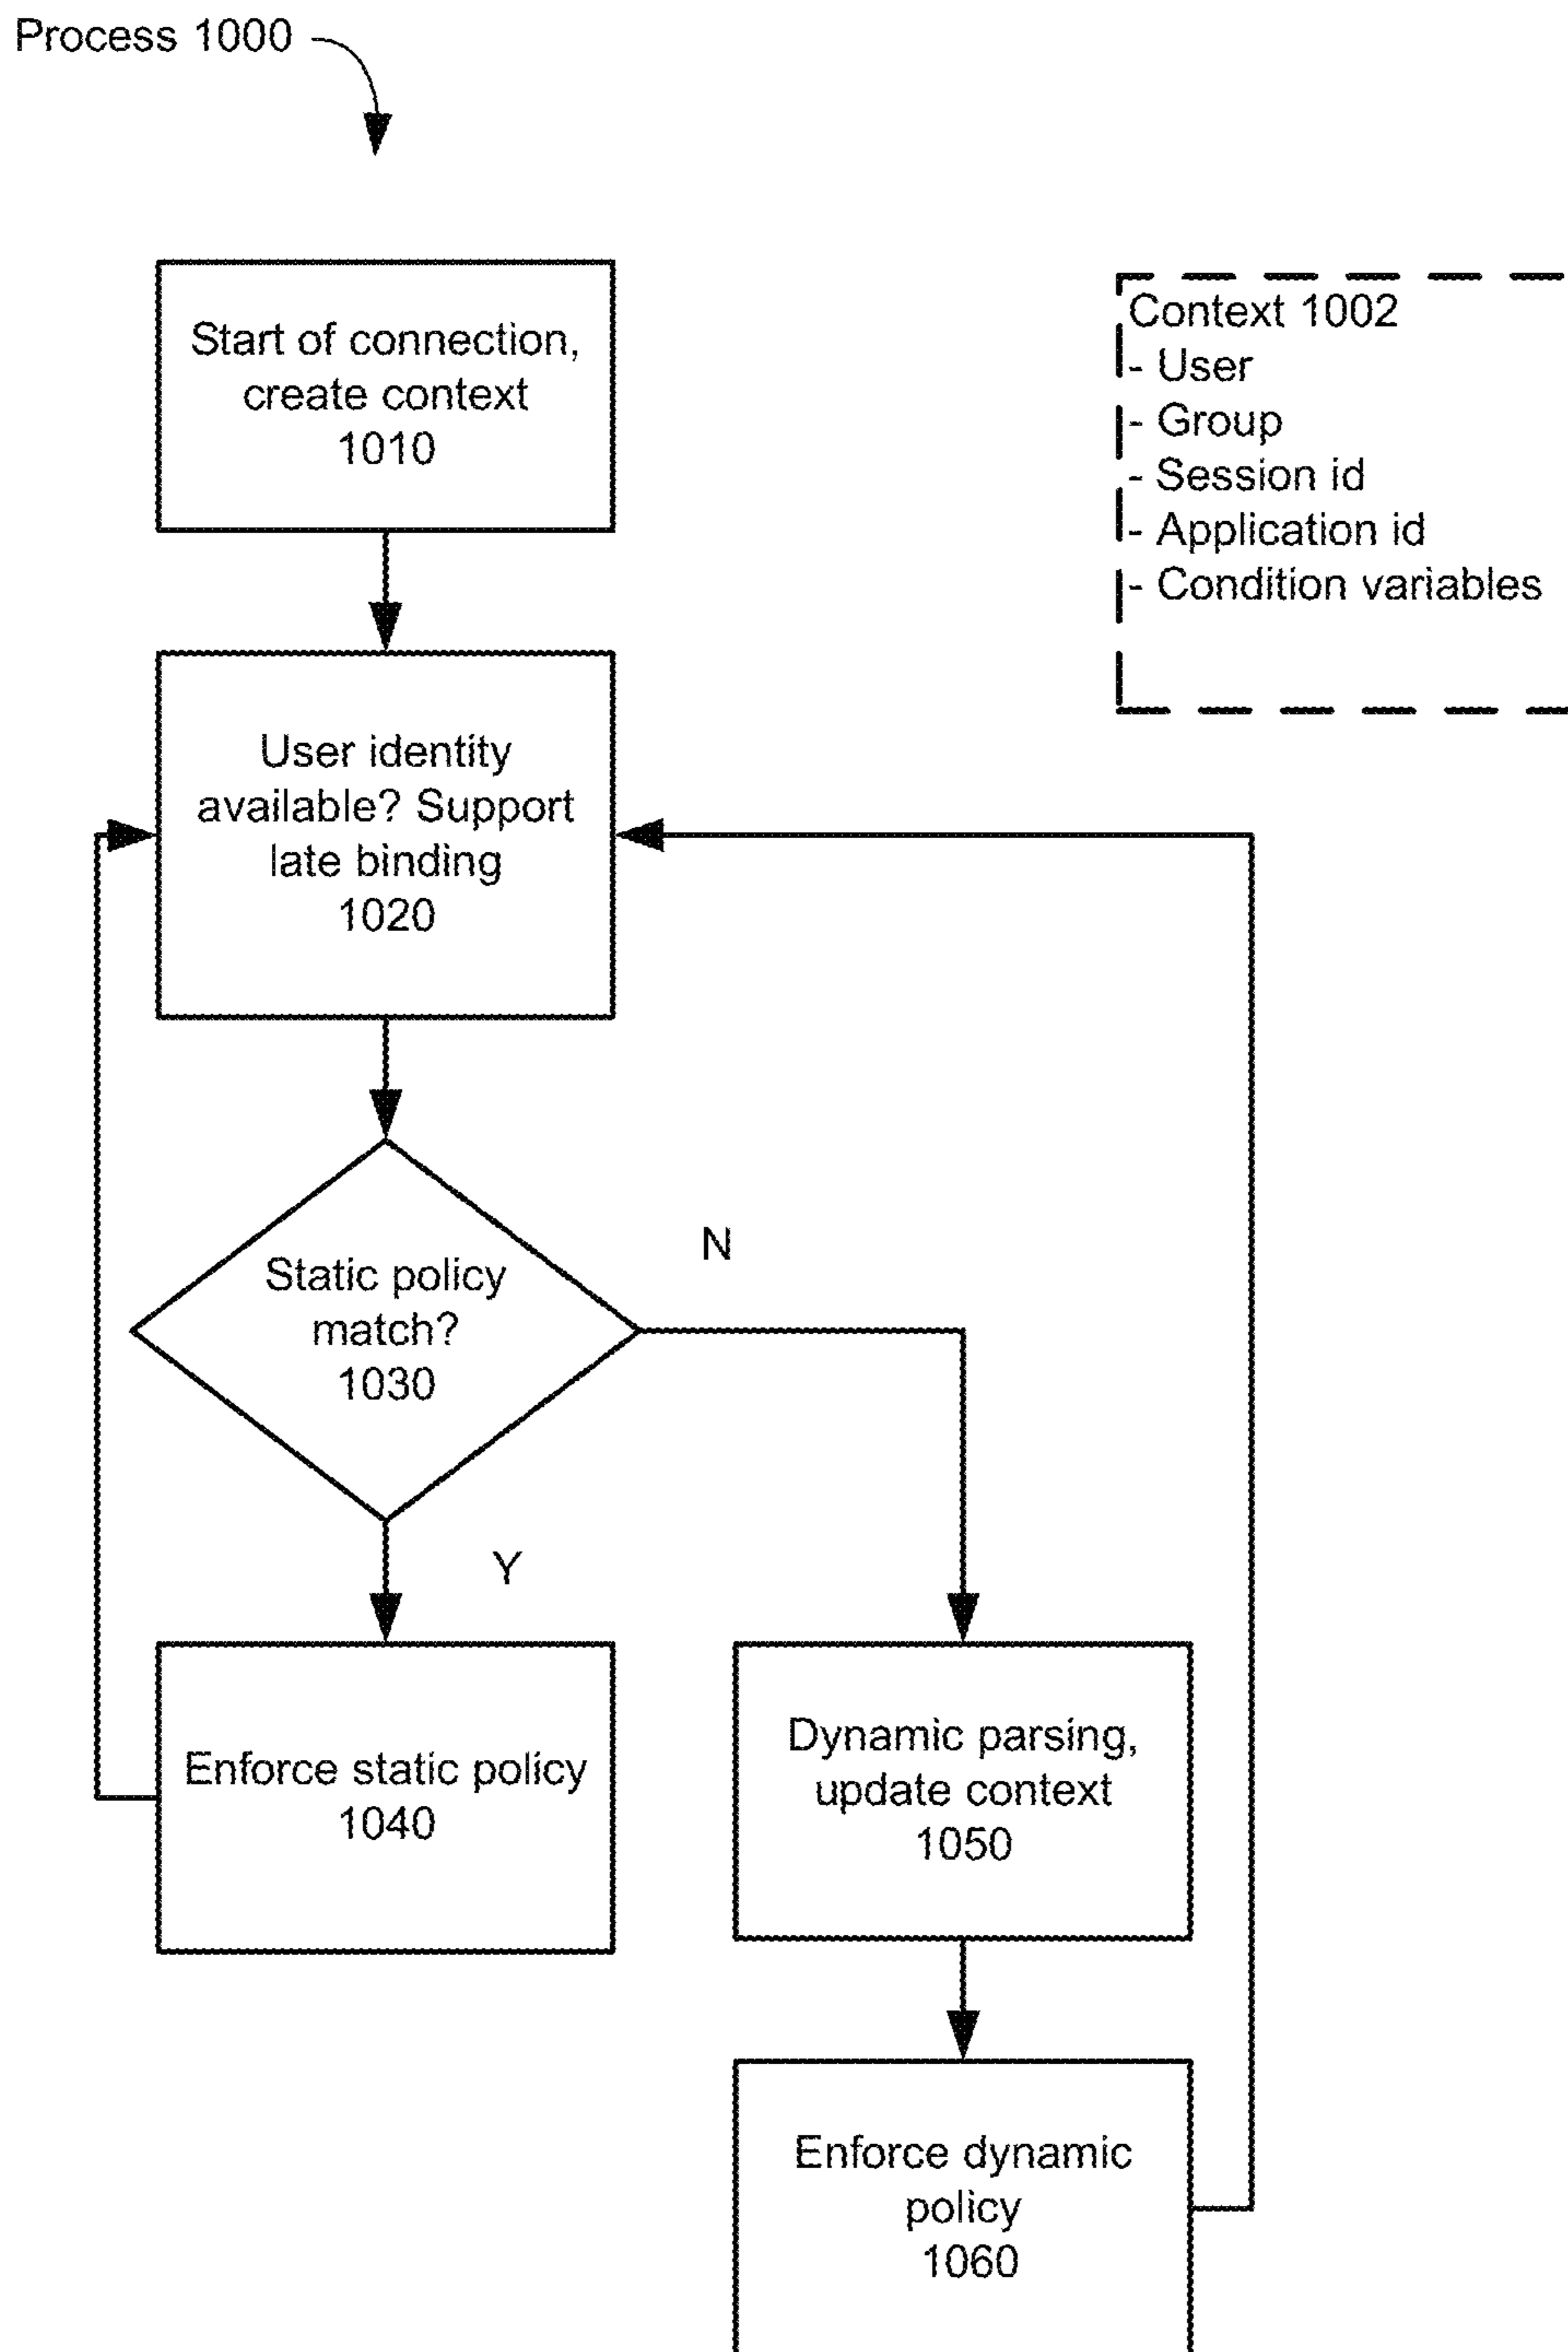 Process 1000
Start of connection,
create context
1010
Context 1002
- User
- Group
- Session id
- Application id
- Condition variables
User identity
available? Support
late binding
1020
Static policy
match?
1030
N
Y
Enforce static policy
1040
Dynamic parsing,
update context
1050
Enforce dynamic
policy
1060